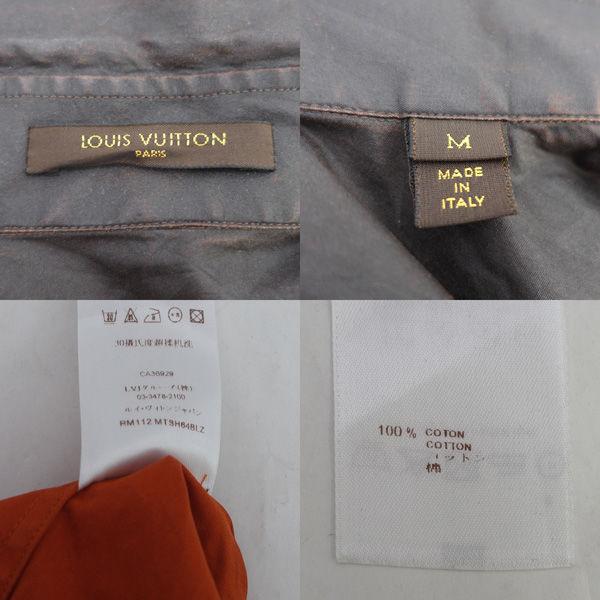 LOUIS VUITTON
PARIS
M
MADE
IN
ITALY
CA36929
03-3478-2100
ルイ・ヴィトンジャパン
RM112 MTSH64BLZ
100% COTON
COTTON
コットン
棉